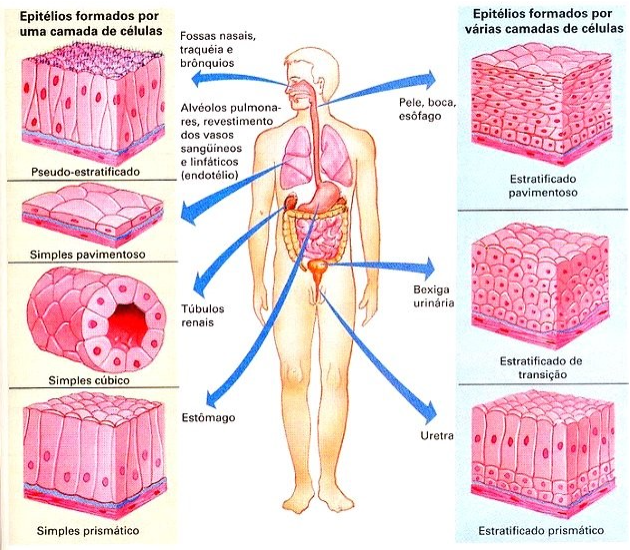 Epitélios formados por
uma camada de células
Pseudo-estratificado
Simples pavimentoso
Simples cúbico
Simples prismático
Fossas nasais,
traquéia e
brônquios
Alvéolos pulmona-
res, revestimento
dos vasos
sangüíneos
e linfáticos
(endotélio)
Túbulos
renais
Estômago
Pele, boca,
esôfago
Bexiga
urinária
Uretra
Epitélios formados por
várias camadas de células
Estratificado
pavimentoso
Estratificado de
transição
Estratificado prismático